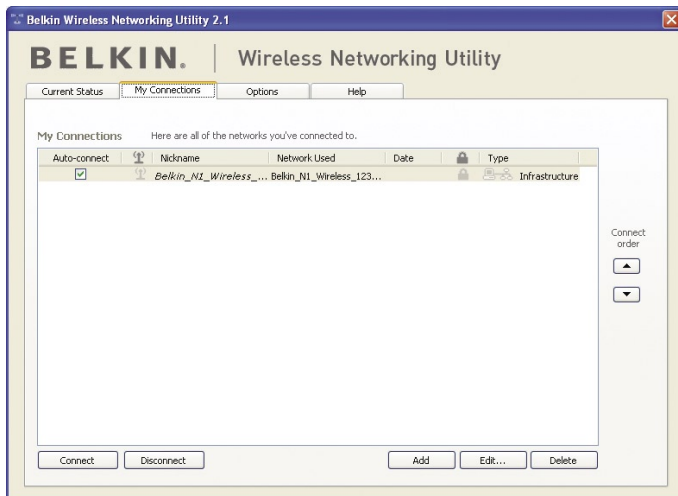 Belkin Wireless Networking Utility 2.1
BELKIN. | Wireless Networking Utility
Current Status My Connections Options Help
My Connections Here are all of the networks you've connected to.
Auto-connect Nickname Network Used Date Type
Belkin_N1_Wireless_... Belkin_N1_Wireless_123... Infrastructure
Connect
order
Connect Disconnect Add Edit... Delete